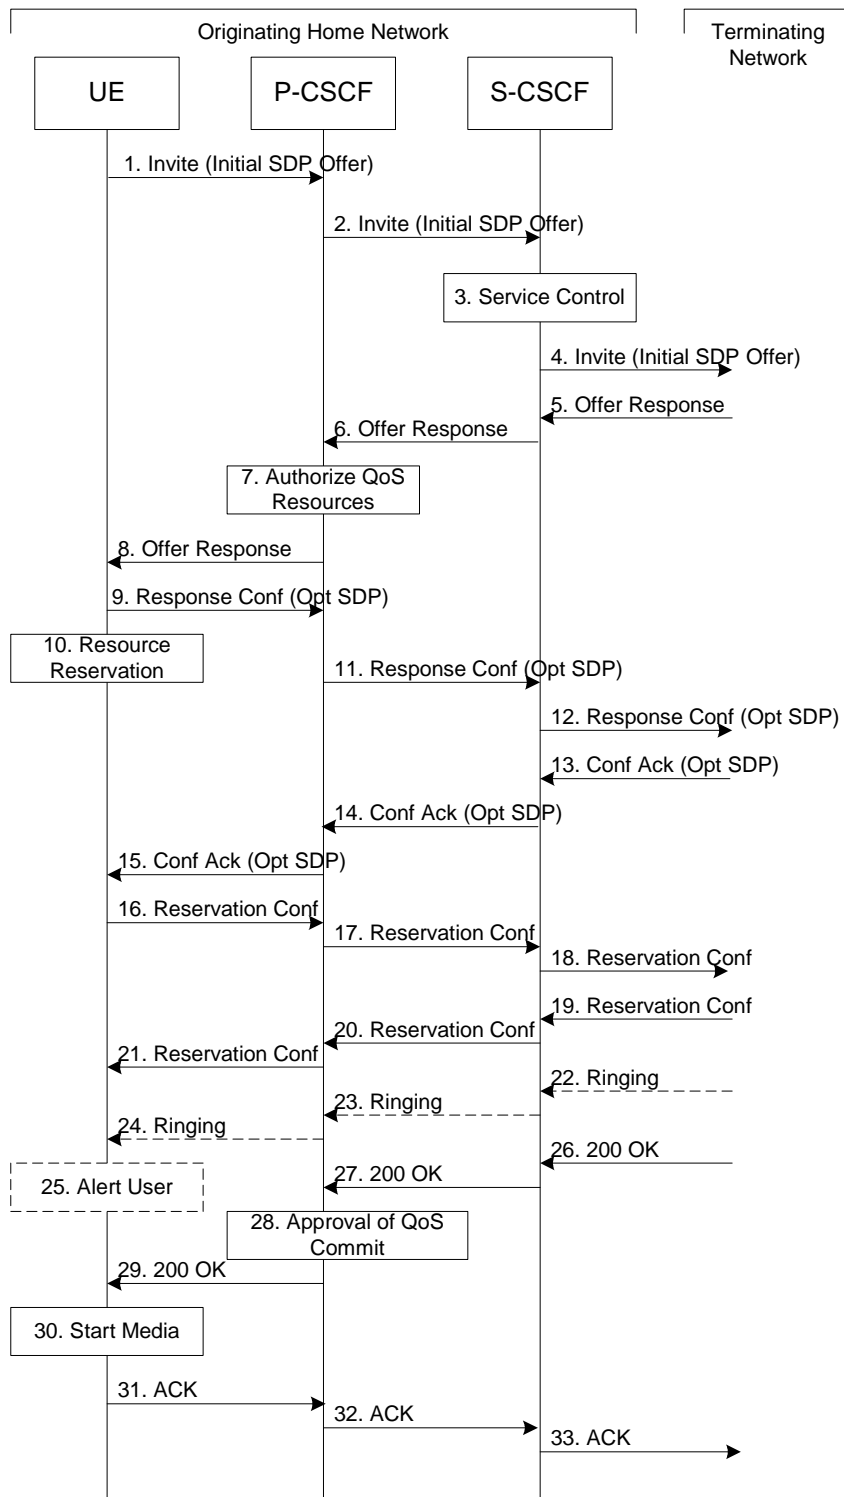 Originating Home Network
Terminating
Network
UE
P-CSCF
S-CSCF
1. Invite (Initial SDP Offer)
2. Invite (Initial SDP Offer)
3. Service Control
4. Invite (Initial SDP Offer)
5. Offer Response
6. Offer Response
7. Authorize QoS
Resources
8. Offer Response
9. Response Conf (Opt SDP)
10. Resource
Reservation
11. Response Conf (Opt SDP)
12. Response Conf (Opt SDP)
13. Conf Ack (Opt SDP)
14. Conf Ack (Opt SDP)
15. Conf Ack (Opt SDP)
16. Reservation Conf
17. Reservation Conf
18. Reservation Conf
19. Reservation Conf
20. Reservation Conf
21. Reservation Conf
22. Ringing
23. Ringing
24. Ringing
25. Alert User
26. 200 OK
27. 200 OK
28. Approval of QoS
Commit
29. 200 OK
30. Start Media
31. ACK
32. ACK
33. ACK